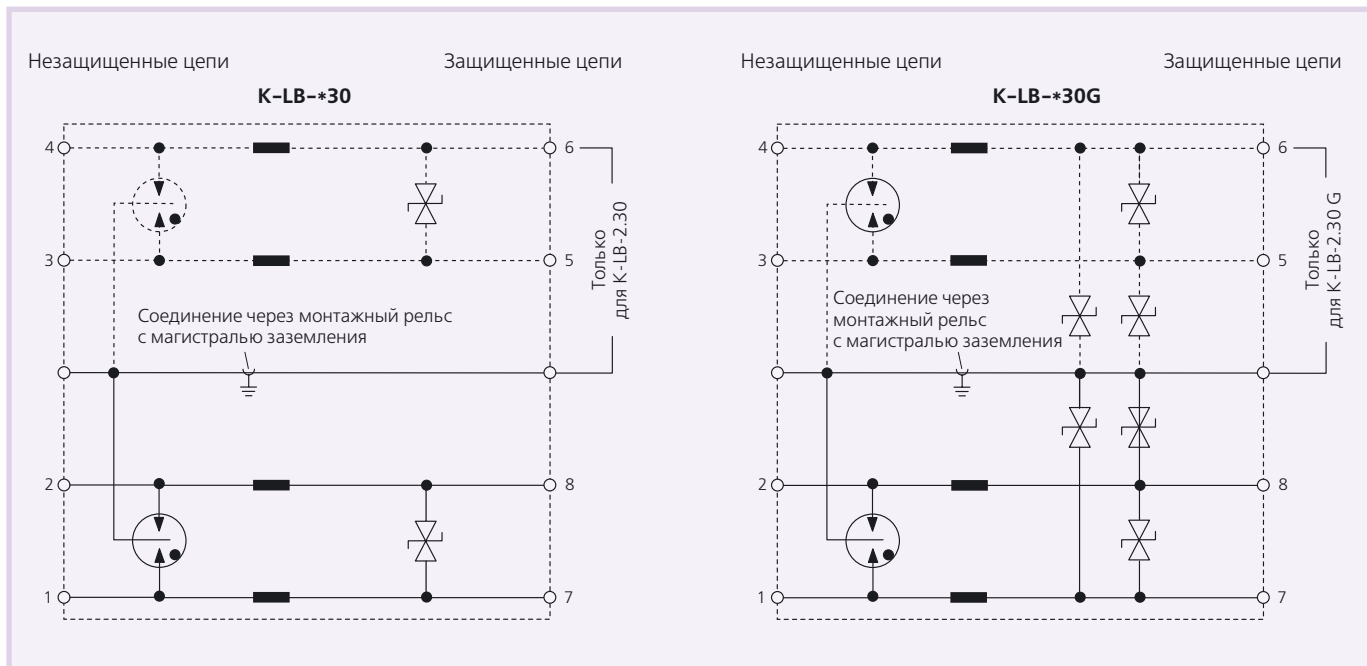 Незащищенные цепи
Защищенные цепи
K-LB-*30
4
6
3
5
Только
для K-LB-2.30
Соединение через монтажный рельс
с магистралью заземления
2
8
1
7
Незащищенные цепи
Защищенные цепи
K-LB-*30G
4
6
3
5
Только
для K-LB-2.30 G
Соединение через
монтажный рельс
с магистралью заземления
2
8
1
7